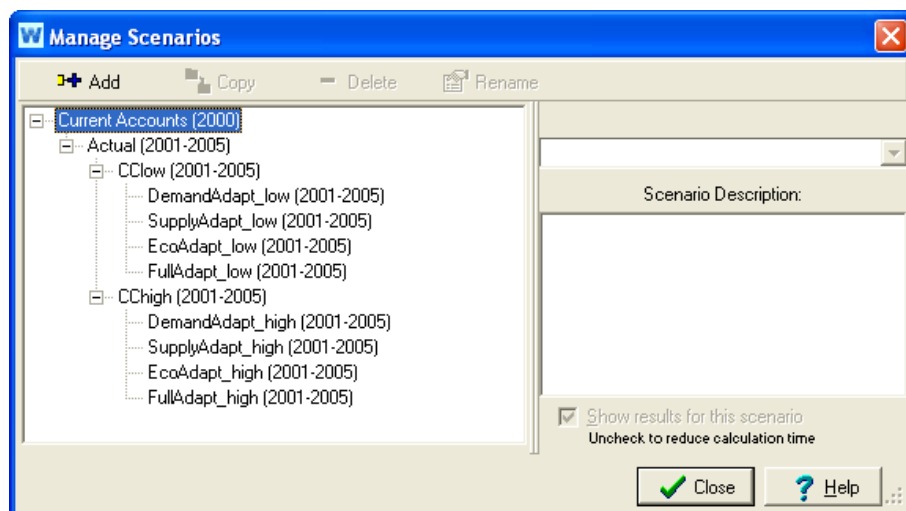 W Manage Scenarios
Add Copy Delete Rename
Current Accounts (2000)
Actual (2001-2005)
CClow (2001-2005)
DemandAdapt_low (2001-2005)
SupplyAdapt_low (2001-2005)
EcoAdapt_low (2001-2005)
FullAdapt_low (2001-2005)
CChigh (2001-2005)
DemandAdapt_high (2001-2005)
SupplyAdapt_high (2001-2005)
EcoAdapt_high (2001-2005)
FullAdapt_high (2001-2005)
Scenario Description:
Show results for this scenario
Uncheck to reduce calculation time
Close ? Help